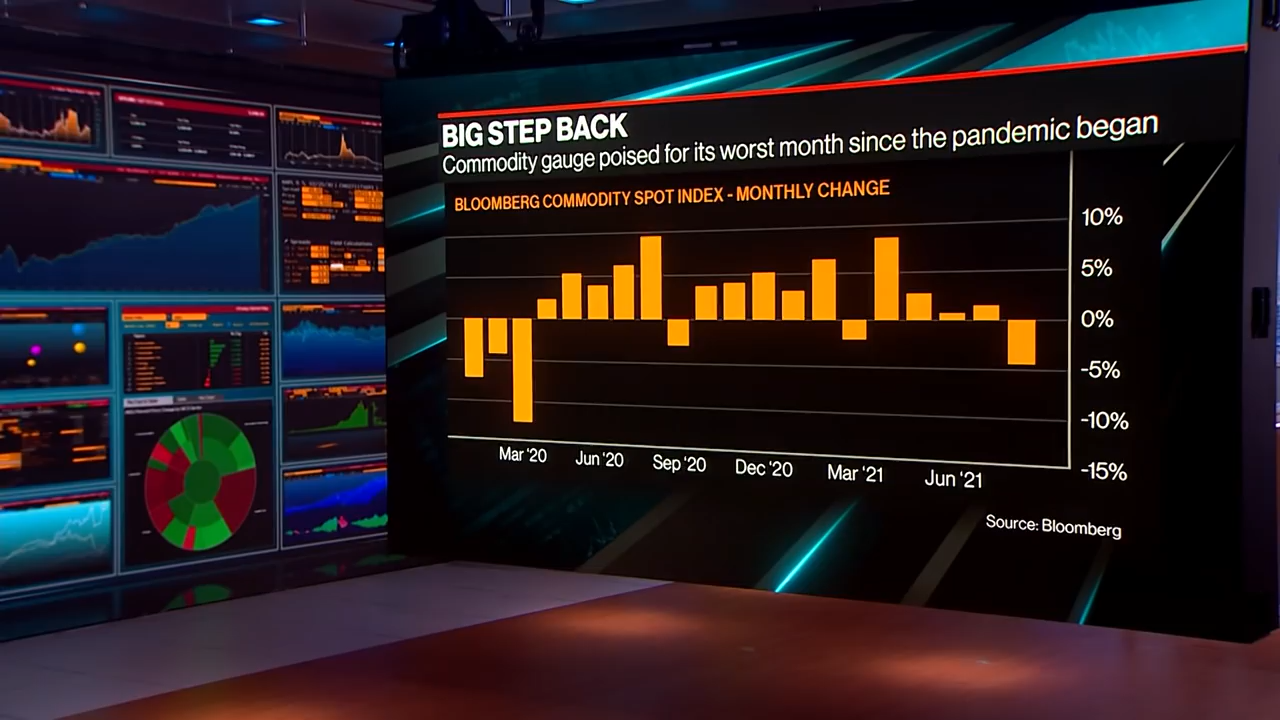 BIG STEP BACK
Commodity gauge poised for its worst month since the pandemic began
BLOOMBERG COMMODITY SPOT INDEX - MONTHLY CHANGE
10%
5%
0%
-5%
-10%
-15%
Mar '20 Jun '20 Sep '20 Dec '20 Mar '21 Jun '21
Source: Bloomberg